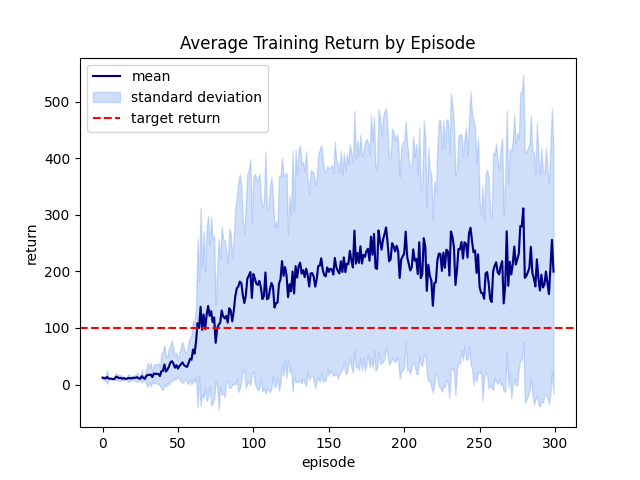 Average Training Return by Episode
mean
standard deviation
target return
return
500
400
300
200
100
0
0 50 100 150 200 250 300
episode